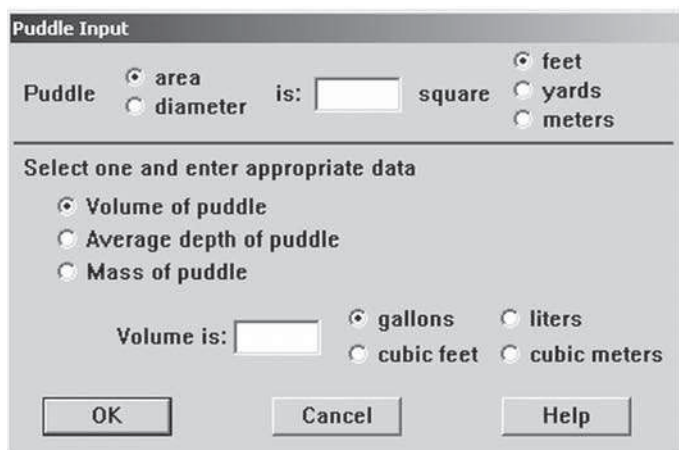 Puddle Input
Puddle area is: square feet
diameter yards
meters
Select one and enter appropriate data
Volume of puddle
Average depth of puddle
Mass of puddle
Volume is: gallons liters
cubic feet cubic meters
OK Cancel Help